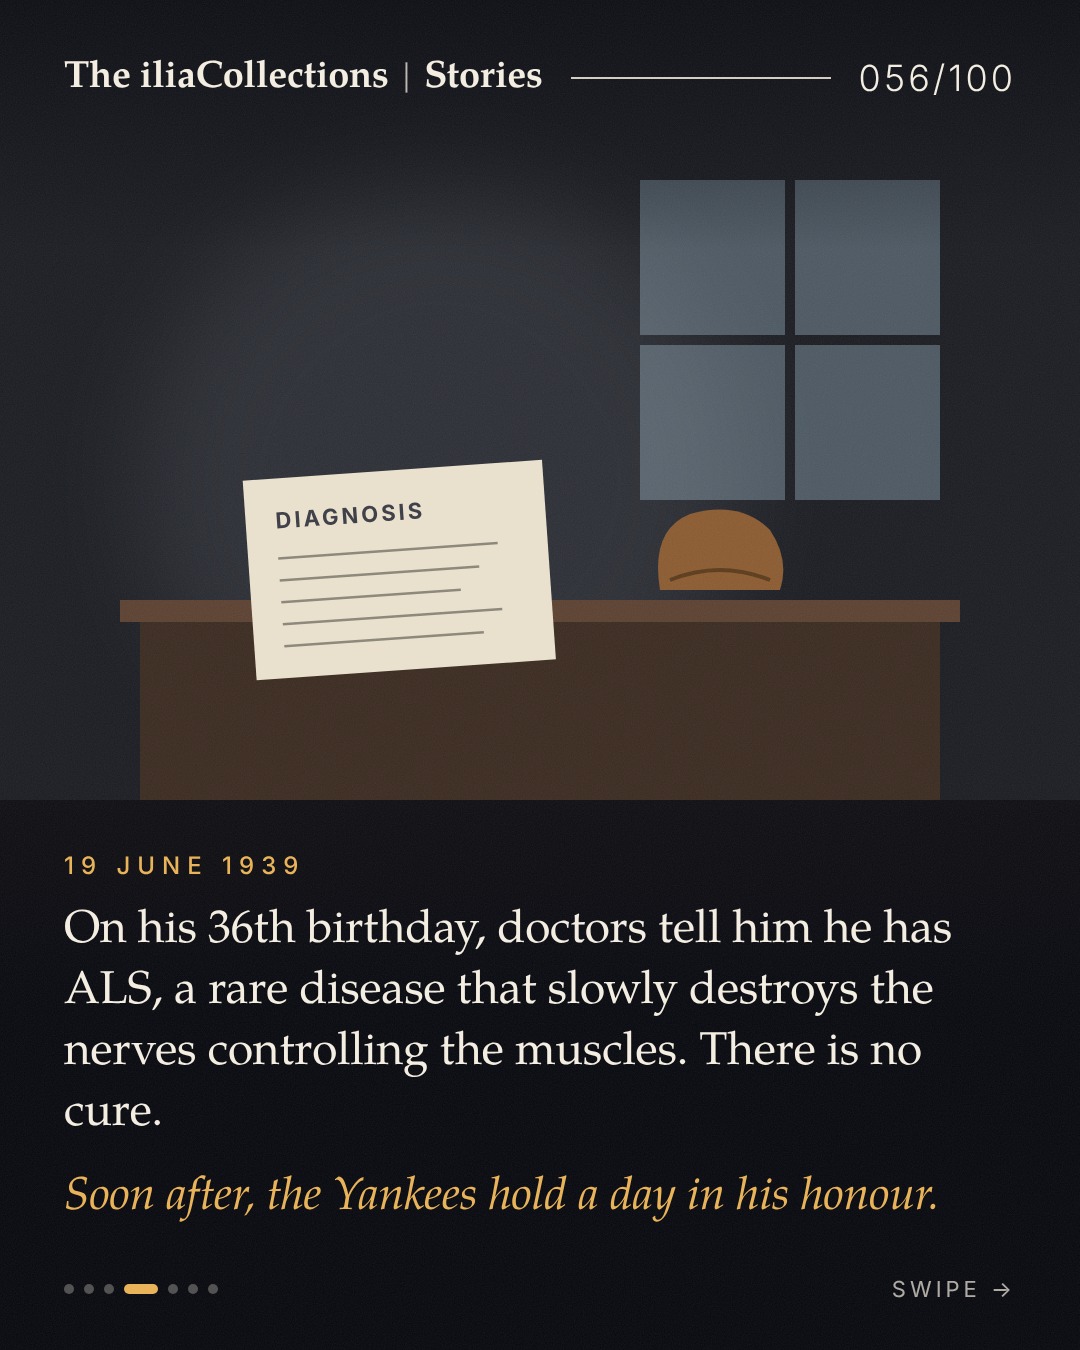 The iliaCollections | Stories 056/100
DIAGNOSIS
19 JUNE 1939
On his 36th birthday, doctors tell him he has
ALS, a rare disease that slowly destroys the
nerves controlling the muscles. There is no
cure.
Soon after, the Yankees hold a day in his honour.
SWIPE →